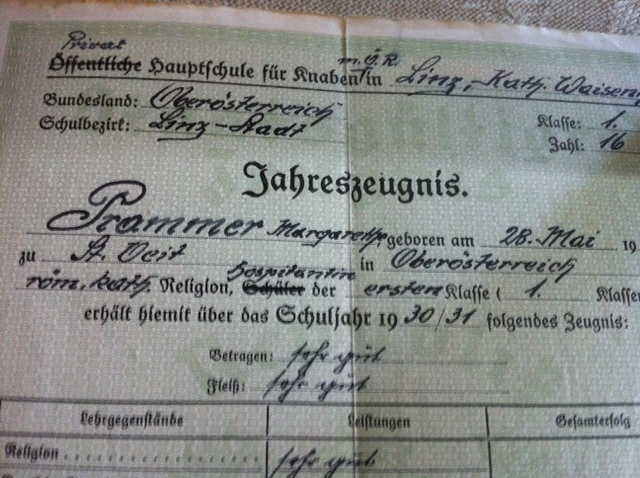 Privat m. Ö. R.
Öffentliche Hauptschule für Knaben in Linz, Kath. Waisen
Bundesland: Oberösterreich
Schulbezirk: Linz-Stadt
Klasse: 1.
Zahl: 16
Jahreszeugnis.
Prammer Margarethe geboren am 28. Mai 19
zu St. Veit in Oberösterreich
Hospitantin
röm. kath. Religion, Schüler der ersten Klasse ( 1. Klassen
erhält hiemit über das Schuljahr 1930/31 folgendes Zeugnis:
Betragen: sehr gut
Fleiß: sehr gut
Lehrgegenstände Leistungen Gesamterfolg
Religion sehr gut